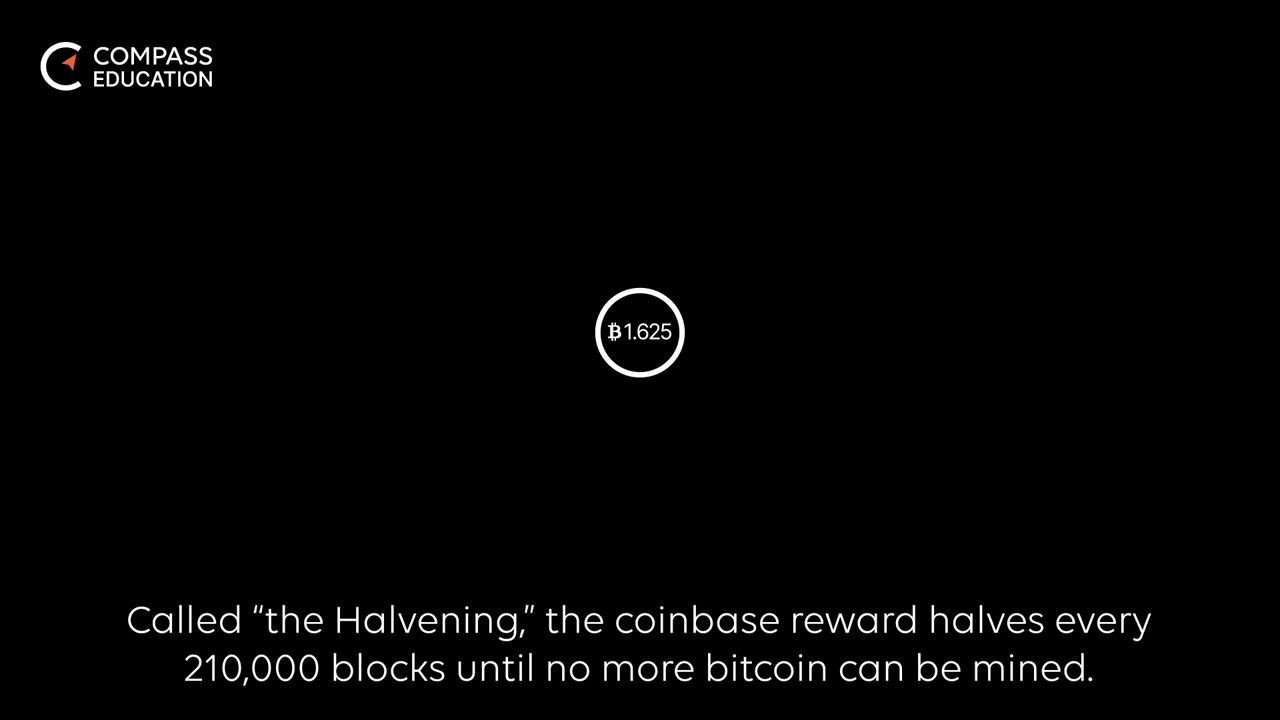 COMPASS
EDUCATION
₿1.625
Called “the Halvening,” the coinbase reward halves every
210,000 blocks until no more bitcoin can be mined.